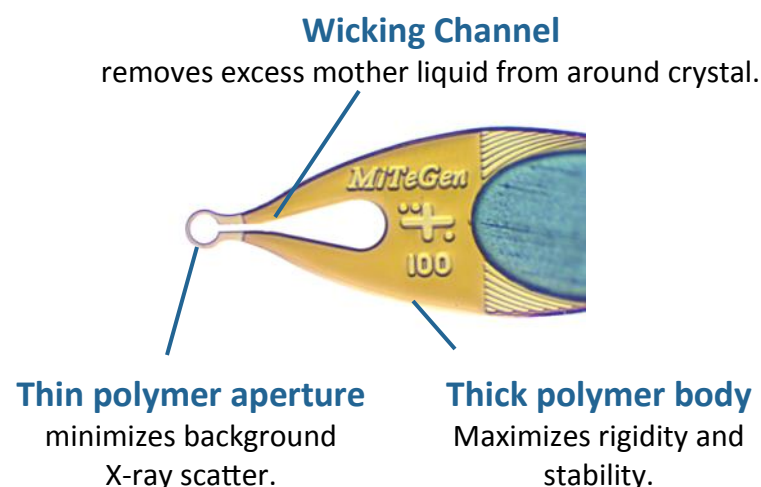 Wicking Channel
removes excess mother liquid from around crystal.
MiTeGen
100
Thin polymer aperture
minimizes background
X-ray scatter.
Thick polymer body
Maximizes rigidity and
stability.